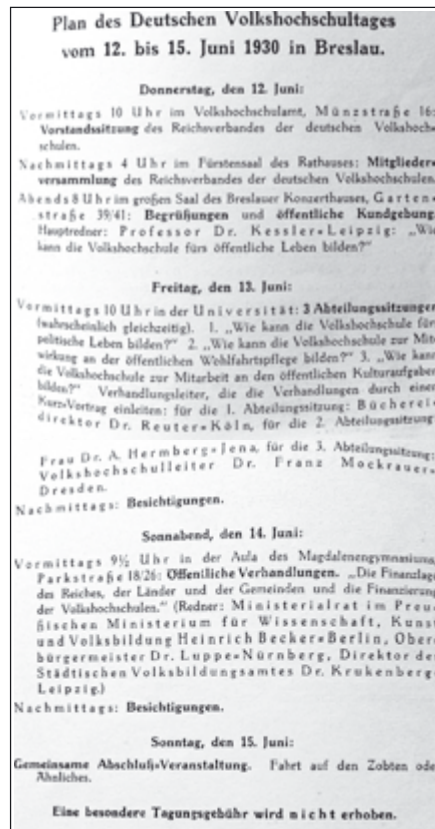 Plan des Deutschen Volkshochschultages
vom 12. bis 15. Juni 1930 in Breslau.
Donnerstag, den 12. Juni:
Vormittags 10 Uhr im Volkshochschulamt, Münzstraße 16:
Vorstandssitzung des Reichsverbandes der deutschen Volkshoch-
schulen.
Nachmittags 4 Uhr im Fürstensaal des Rathauses: Mitglieder-
versammlung des Reichsverbandes der deutschen Volkshochschulen.
Abends 8 Uhr im großen Saal des Breslauer Konzerthauses, Garten-
straße 39/41: Begrüßungen und öffentliche Kundgebung.
Hauptredner: Professor Dr. Kessler-Leipzig: „Wie
kann die Volkshochschule fürs öffentliche Leben bilden?“
Freitag, den 13. Juni:
Vormittags 10 Uhr in der Universität: 3 Abteilungssitzungen
(wahrscheinlich gleichzeitig). 1. „Wie kann die Volkshochschule für
politische Leben bilden?“ 2. „Wie kann die Volkshochschule zur Mit-
wirkung an der öffentlichen Wohlfahrtspflege bilden?“ 3. „Wie kann
die Volkshochschule zur Mitarbeit an den öffentlichen Kulturaufgaben
bilden?“ Verhandlungsleiter, die die Verhandlungen durch einen
Kurz-Vortrag einleiten: für die 1. Abteilungssitzung: Bücherei-
direktor Dr. Reuter-Köln, für die 2. Abteilungssitzung:
Frau Dr. A. Hermberg-Jena, für die 3. Abteilungssitzung:
Volkshochschulleiter Dr. Franz Mockrauer-
Dresden.
Nachmittags: Besichtigungen.
Sonnabend, den 14. Juni:
Vormittags 9½ Uhr in der Aula des Magdalenengymnasiums,
Parkstraße 18/26: Öffentliche Verhandlungen. „Die Finanzlage
des Reiches, der Länder und der Gemeinden und die Finanzierung
der Volkshochschulen.“ (Redner: Ministerialrat im Preu-
ßischen Ministerium für Wissenschaft, Kunst
und Volksbildung Heinrich Becker-Berlin, Ober-
bürgermeister Dr. Luppe-Nürnberg, Direktor des
Städtischen Volksbildungsamtes Dr. Krukenberg-
Leipzig.)
Nachmittags: Besichtigungen.
Sonntag, den 15. Juni:
Gemeinsame Abschluß-Veranstaltung. Fahrt auf den Zobten oder
Ähnliches.
Eine besondere Tagungsgebühr wird nicht erhoben.